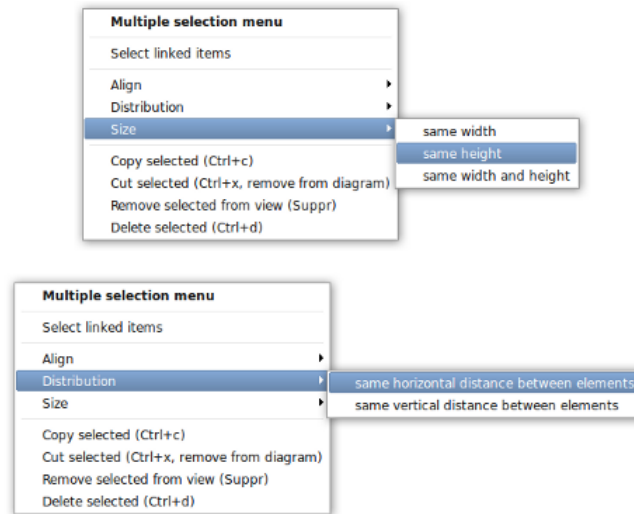 Multiple selection menu
Select linked items
Align
Distribution
Size
same width
same height
same width and height
Copy selected (Ctrl+c)
Cut selected (Ctrl+x, remove from diagram)
Remove selected from view (Suppr)
Delete selected (Ctrl+d)
Multiple selection menu
Select linked items
Align
Distribution
same horizontal distance between elements
Size
same vertical distance between elements
Copy selected (Ctrl+c)
Cut selected (Ctrl+x, remove from diagram)
Remove selected from view (Suppr)
Delete selected (Ctrl+d)